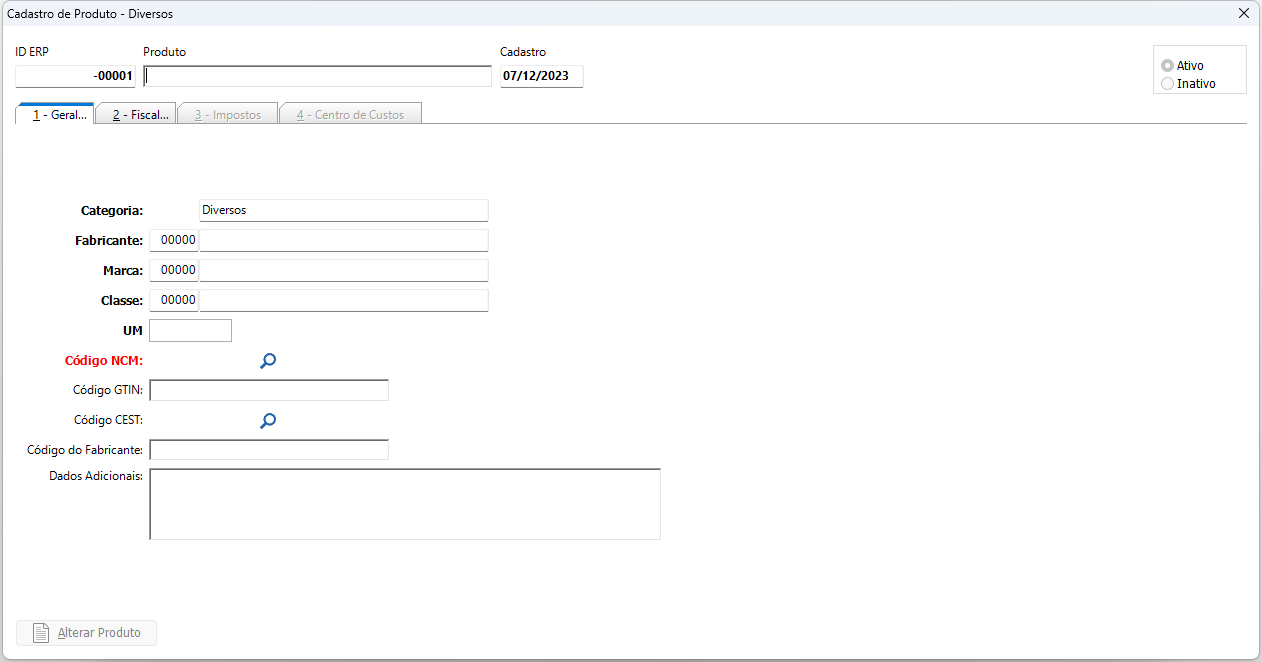 Cadastro de Produto - Diversos
ID ERP Produto Cadastro
-00001 07/12/2023
Ativo
Inativo
1 - Geral... 2 - Fiscal... 3 - Impostos 4 - Centro de Custos
Categoria: Diversos
Fabricante: 00000
Marca: 00000
Classe: 00000
UM
Código NCM:
Código GTIN:
Código CEST:
Código do Fabricante:
Dados Adicionais:
Alterar Produto